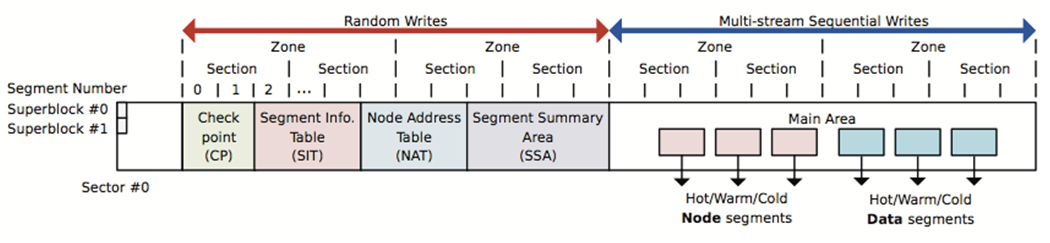 Random Writes
Multi-stream Sequential Writes
Zone
Zone
Zone
Zone
Section
Section
Section
Section
Section
Section
Section
Section
Segment Number
0
1
2
...
Superblock #0
Superblock #1
Check
point
(CP)
Segment Info.
Table
(SIT)
Node Address
Table
(NAT)
Segment Summary
Area
(SSA)
Main Area
Sector #0
Hot/Warm/Cold
Node segments
Hot/Warm/Cold
Data segments